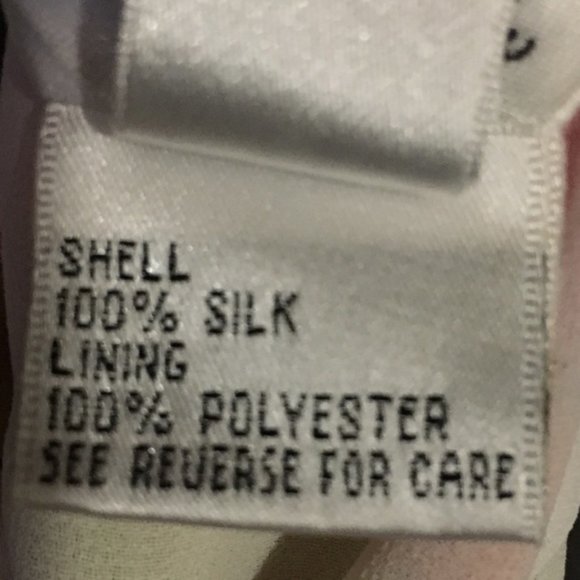 SHELL
100% SILK
LINING
100% POLYESTER
SEE REVERSE FOR CARE